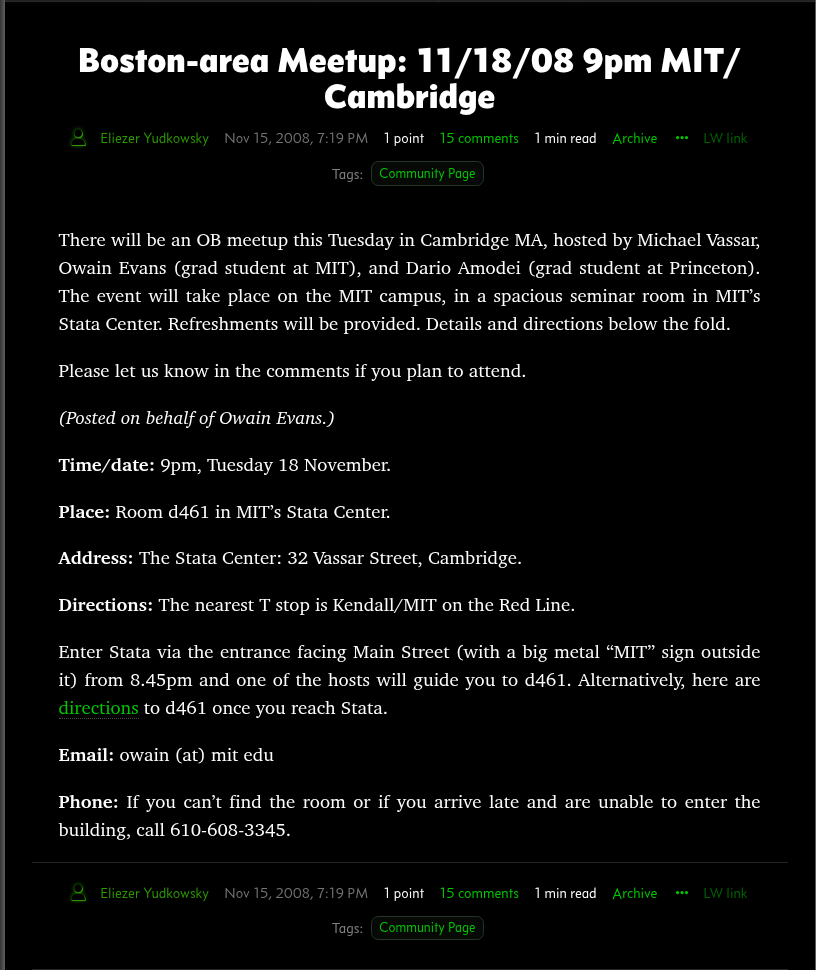 Boston-area Meetup: 11/18/08 9pm MIT/
Cambridge
Eliezer Yudkowsky Nov 15, 2008, 7:19 PM 1 point 15 comments 1 min read Archive ••• LW link
Tags: Community Page
There will be an OB meetup this Tuesday in Cambridge MA, hosted by Michael Vassar,
Owain Evans (grad student at MIT), and Dario Amodei (grad student at Princeton).
The event will take place on the MIT campus, in a spacious seminar room in MIT’s
Stata Center. Refreshments will be provided. Details and directions below the fold.
Please let us know in the comments if you plan to attend.
(Posted on behalf of Owain Evans.)
Time/date: 9pm, Tuesday 18 November.
Place: Room d461 in MIT’s Stata Center.
Address: The Stata Center: 32 Vassar Street, Cambridge.
Directions: The nearest T stop is Kendall/MIT on the Red Line.
Enter Stata via the entrance facing Main Street (with a big metal “MIT” sign outside
it) from 8.45pm and one of the hosts will guide you to d461. Alternatively, here are
directions to d461 once you reach Stata.
Email: owain (at) mit edu
Phone: If you can’t find the room or if you arrive late and are unable to enter the
building, call 610-608-3345.
Eliezer Yudkowsky Nov 15, 2008, 7:19 PM 1 point 15 comments 1 min read Archive ••• LW link
Tags: Community Page